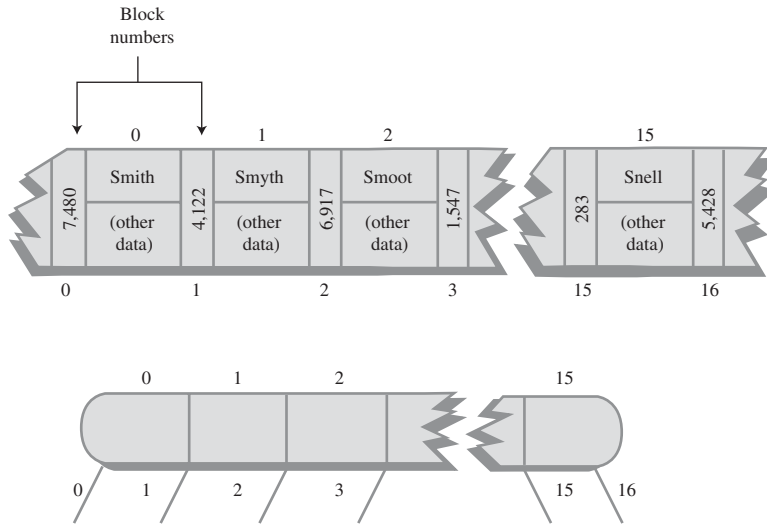 Block
numbers
0 1 2 15
7,480 Smith (other data) 4,122 Smyth (other data) 6,917 Smoot (other data) 1,547 283 Snell (other data) 5,428
0 1 2 3 15 16
0 1 2 15
0 1 2 3 15 16